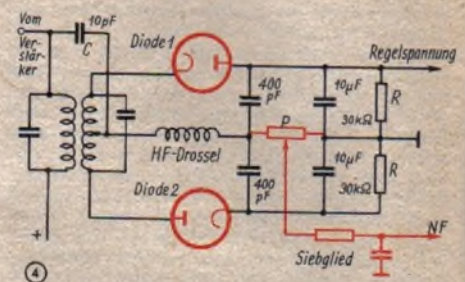 Vom
Ver-
stär-
ker
10pF
C
Diode 1
Regelspannung
400
pF
10µF
R
30kΩ
P
HF-Drossel
400
pF
10µF
R
30kΩ
Diode 2
+
NF
Siebglied
4